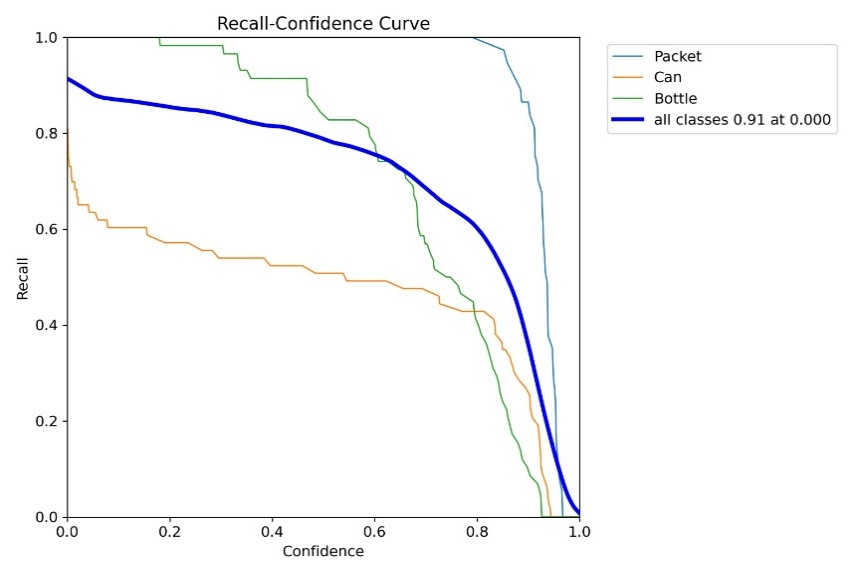 Recall-Confidence Curve
1.0
0.8
0.6
0.4
0.2
0.0
Recall
0.0 0.2 0.4 0.6 0.8 1.0
Confidence
Packet
Can
Bottle
all classes 0.91 at 0.000